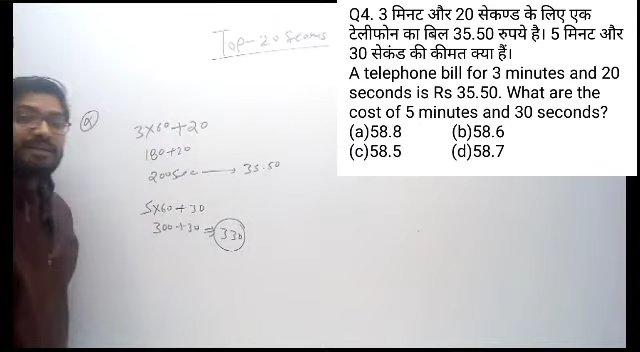 Top-20 Seams
Q4. 3 मिनट और 20 सेकण्ड के लिए एक
टेलीफोन का बिल 35.50 रुपये है। 5 मिनट और
30 सेकंड की कीमत क्या हैं।
A telephone bill for 3 minutes and 20
seconds is Rs 35.50. What are the
cost of 5 minutes and 30 seconds?
(a)58.8 (b)58.6
(c)58.5 (d)58.7
3×60+20
180+20
200sec → 35.50
5×60+30
300+30 ⇒ 330